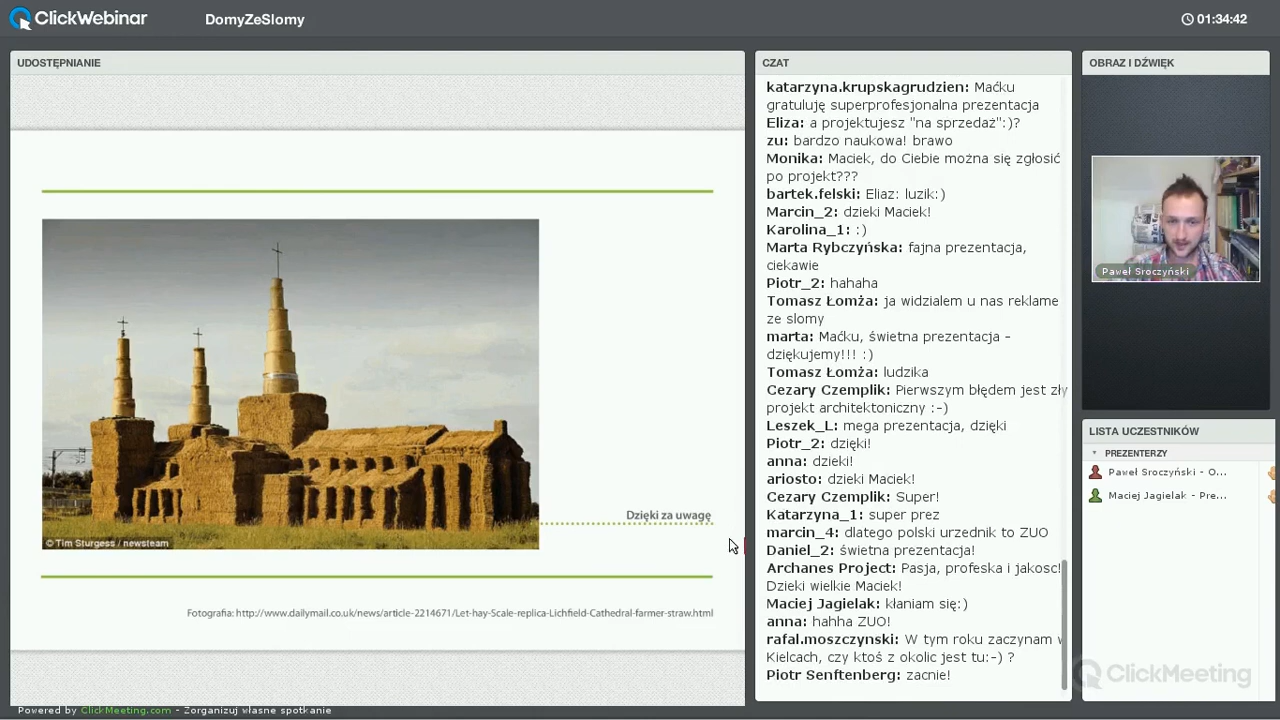 ClickWebinar
DomyZeSlomy
01:34:42
UDOSTĘPNIANIE
© Tim Sturgess / newsteam
Dzięki za uwagę
Fotografia: http://www.dailymail.co.uk/news/article-2214671/Let-hay-Scale-replica-Lichfield-Cathedral-farmer-straw.html
CZAT
katarzyna.krupskagrudzien: Maćku
gratuluję superprofesjonalna prezentacja
Eliza: a projektujesz "na sprzedaż":)?
zu: bardzo naukowa! brawo
Monika: Maciek, do Ciebie można się zgłosić
po projekt???
bartek.felski: Eliaz: luzik:)
Marcin_2: dzieki Maciek!
Karolina_1: :)
Marta Rybczyńska: fajna prezentacja,
ciekawie
Piotr_2: hahaha
Tomasz Łomża: ja widzialem u nas reklame
ze slomy
marta: Maćku, świetna prezentacja -
dziękujemy!!! :)
Tomasz Łomża: ludzika
Cezary Czemplik: Pierwszym błędem jest zły
projekt architektoniczny :-)
Leszek_L: mega prezentacja, dzięki
Piotr_2: dzięki!
anna: dzieki!
ariosto: dzieki Maciek!
Cezary Czemplik: Super!
Katarzyna_1: super prez
marcin_4: dlatego polski urzednik to ZUO
Daniel_2: świetna prezentacja!
Archanes Project: Pasja, profeska i jakosc!
Dzieki wielkie Maciek!
Maciej Jagielak: kłaniam się:)
anna: hahha ZUO!
rafal.moszczynski: W tym roku zaczynam w
Kielcach, czy ktoś z okolic jest tu:-) ?
Piotr Senftenberg: zacnie!
OBRAZ I DŹWIĘK
Paweł Sroczyński
LISTA UCZESTNIKÓW
PREZENTERZY
Paweł Sroczyński - O...
Maciej Jagielak - Pre...
ClickMeeting
Powered by ClickMeeting.com - Zorganizuj własne spotkanie